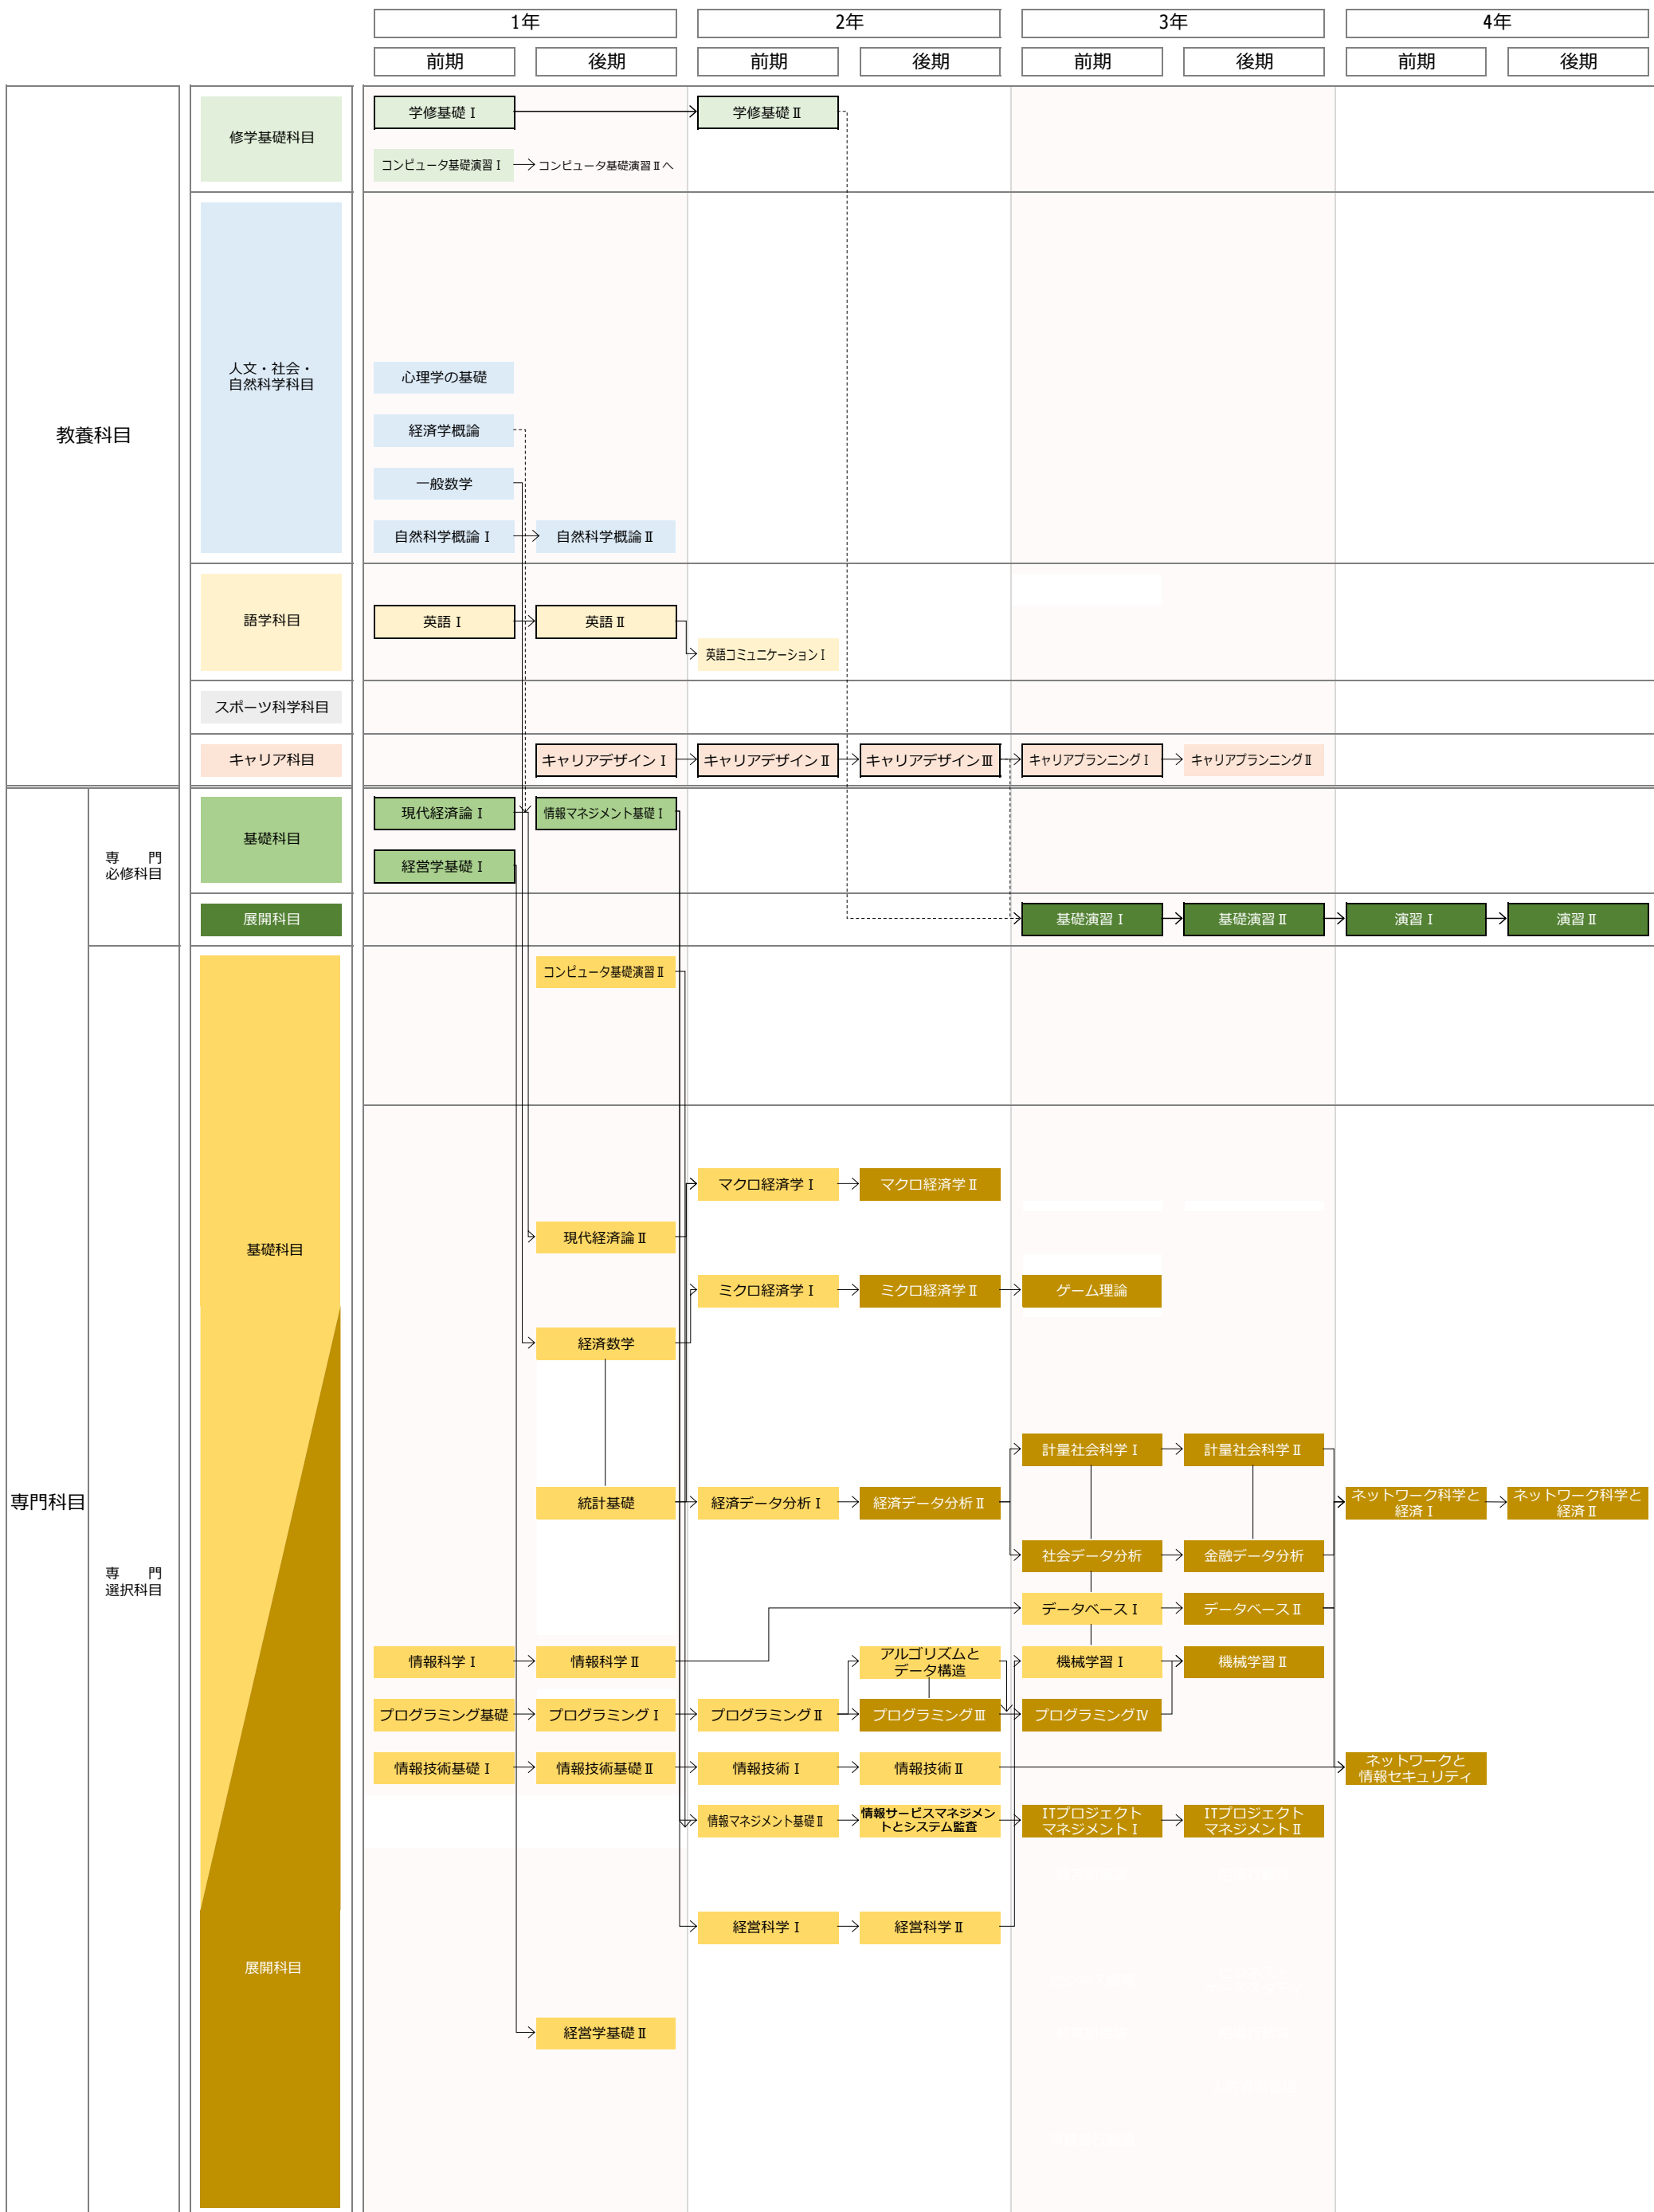 1年
2年
3年
4年
前期
後期
前期
後期
前期
後期
前期
後期
教養科目
修学基礎科目
学修基礎Ⅰ
学修基礎Ⅱ
コンピュータ基礎演習Ⅰ
コンピュータ基礎演習Ⅱへ
人文・社会・
自然科学科目
心理学の基礎
経済学概論
一般数学
自然科学概論Ⅰ
自然科学概論Ⅱ
語学科目
英語Ⅰ
英語Ⅱ
英語コミュニケーションⅠ
スポーツ科学科目
キャリア科目
キャリアデザインⅠ
キャリアデザインⅡ
キャリアデザインⅢ
キャリアプランニングⅠ
キャリアプランニングⅡ
専門科目
専　門
必修科目
基礎科目
現代経済論Ⅰ
情報マネジメント基礎Ⅰ
経営学基礎Ⅰ
展開科目
基礎演習Ⅰ
基礎演習Ⅱ
演習Ⅰ
演習Ⅱ
専　門
選択科目
基礎科目
展開科目
コンピュータ基礎演習Ⅱ
マクロ経済学Ⅰ
マクロ経済学Ⅱ
現代経済論Ⅱ
ミクロ経済学Ⅰ
ミクロ経済学Ⅱ
ゲーム理論
経済数学
計量社会科学Ⅰ
計量社会科学Ⅱ
統計基礎
経済データ分析Ⅰ
経済データ分析Ⅱ
ネットワーク科学と
経済Ⅰ
ネットワーク科学と
経済Ⅱ
社会データ分析
金融データ分析
データベースⅠ
データベースⅡ
情報科学Ⅰ
情報科学Ⅱ
アルゴリズムと
データ構造
機械学習Ⅰ
機械学習Ⅱ
プログラミング基礎
プログラミングⅠ
プログラミングⅡ
プログラミングⅢ
プログラミングⅣ
情報技術基礎Ⅰ
情報技術基礎Ⅱ
情報技術Ⅰ
情報技術Ⅱ
ネットワークと
情報セキュリティ
情報マネジメント基礎Ⅱ
情報サービスマネジメン
トとシステム監査
ITプロジェクト
マネジメントⅠ
ITプロジェクト
マネジメントⅡ
経営科学Ⅰ
経営科学Ⅱ
経営学基礎Ⅱ